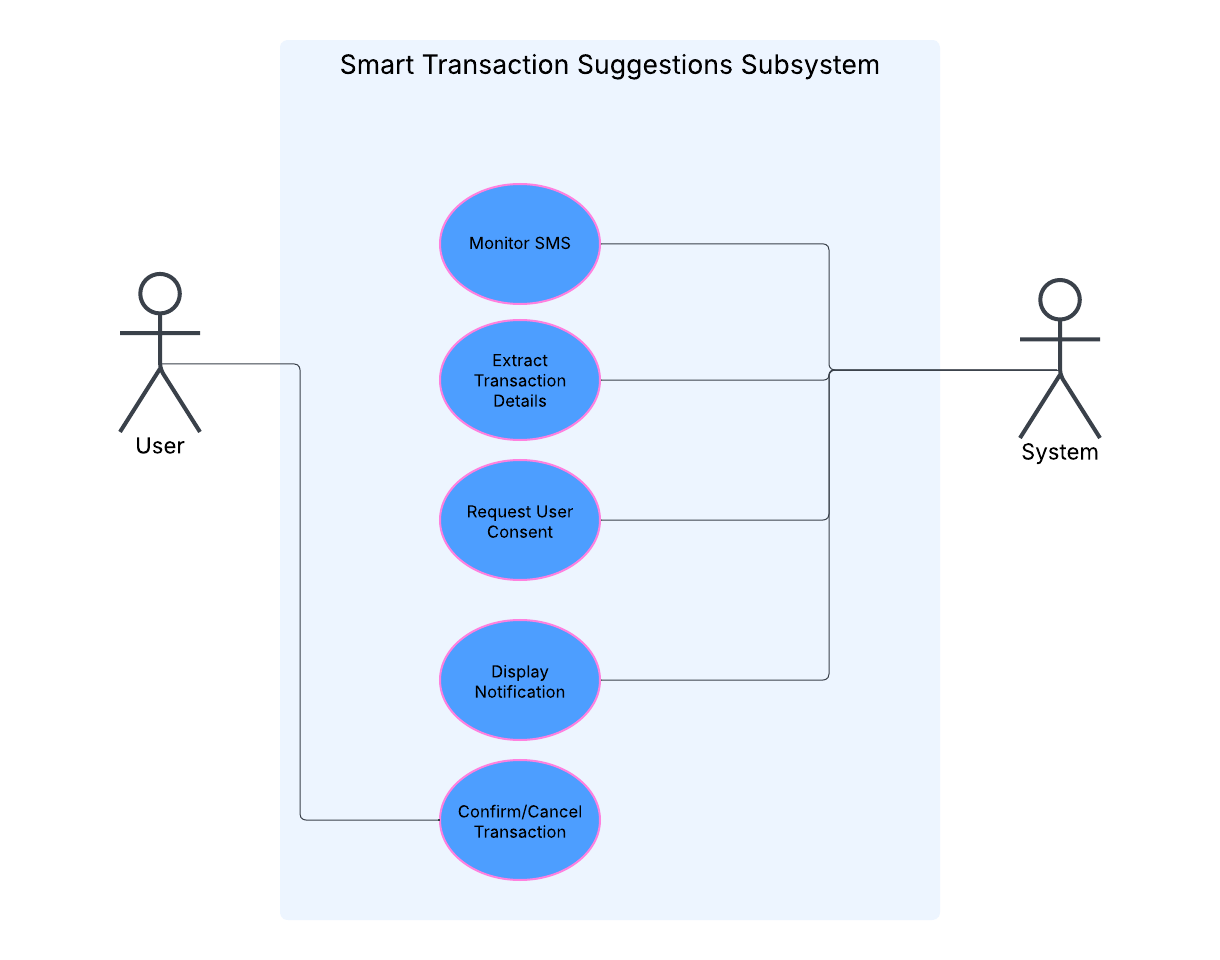 Smart Transaction Suggestions Subsystem
Monitor SMS
Extract
Transaction
Details
User
System
Request User
Consent
Display
Notification
Confirm/Cancel
Transaction